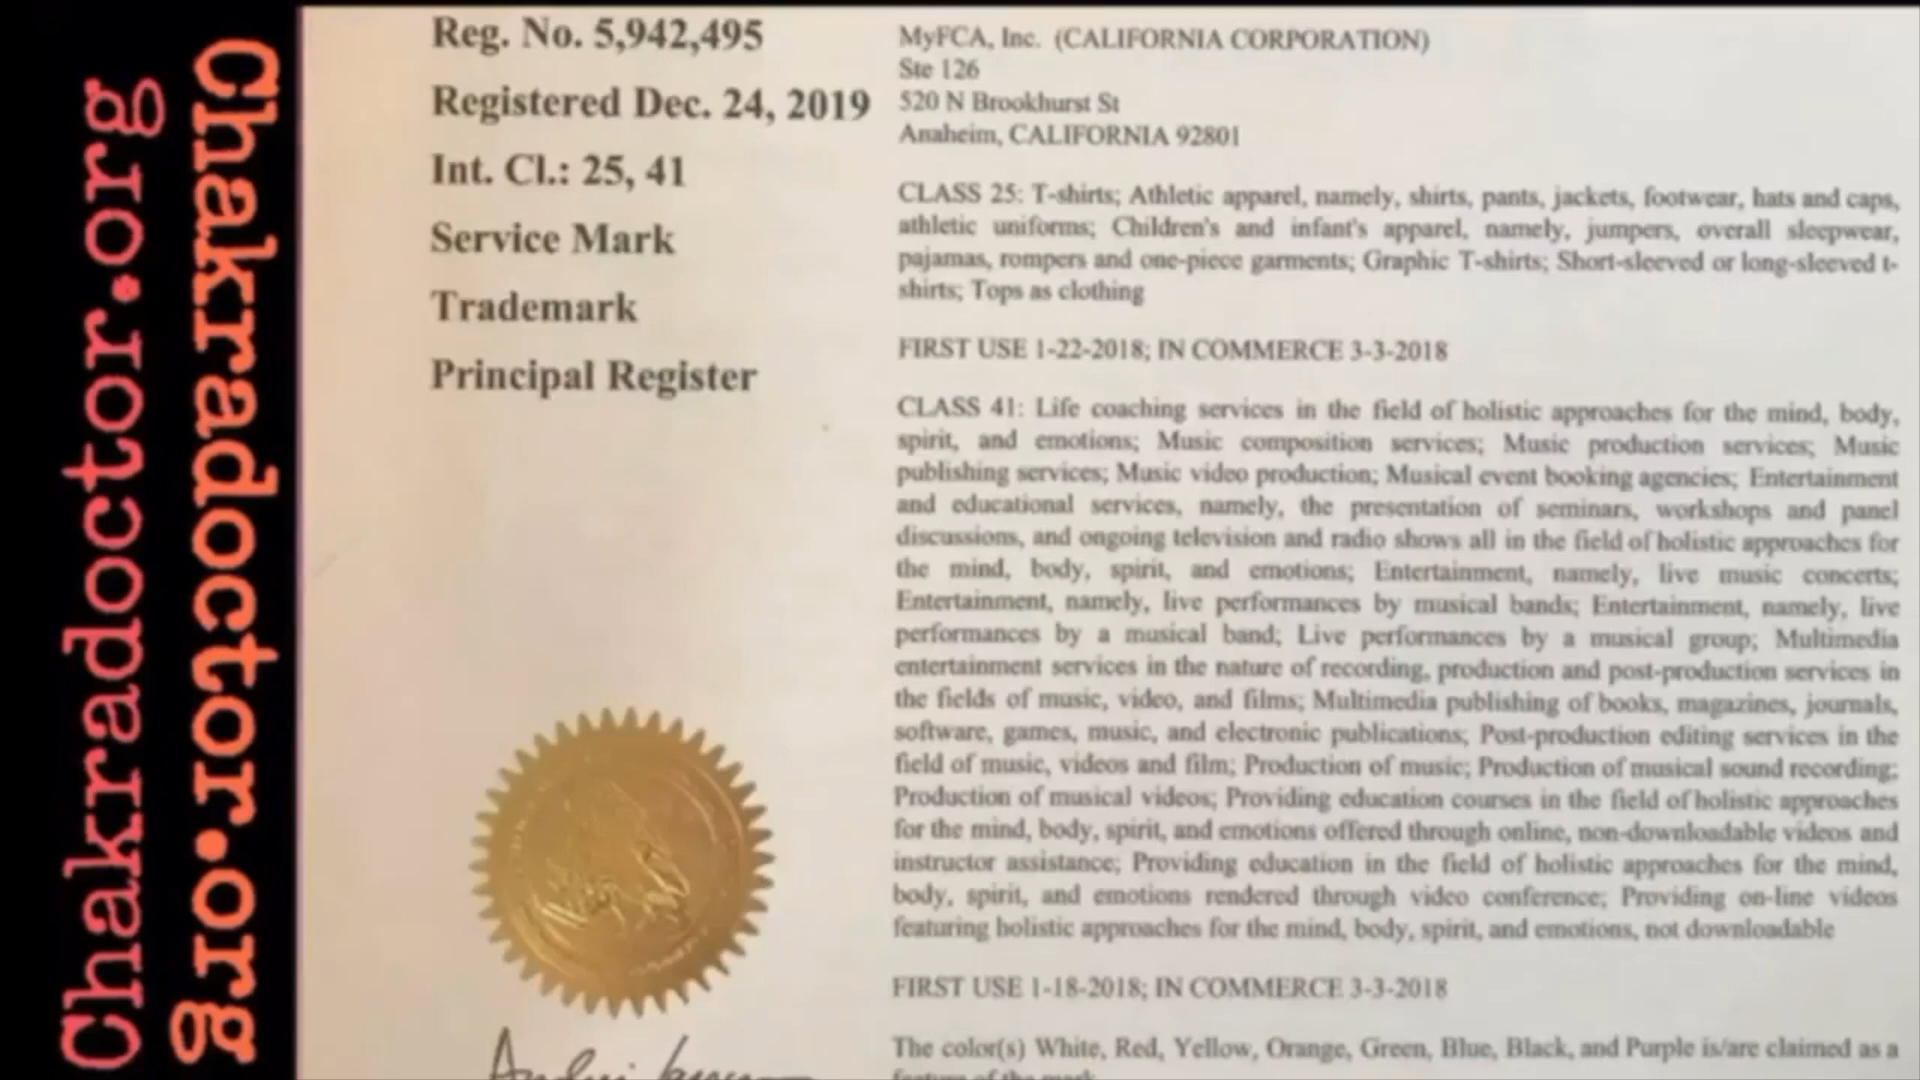 Chakradoctor.org
Chakradoctor.org
Reg. No. 5,942,495
Registered Dec. 24, 2019
Int. Cl.: 25, 41
Service Mark
Trademark
Principal Register
MyFCA, Inc. (CALIFORNIA CORPORATION)
Ste 126
520 N Brookhurst St
Anaheim, CALIFORNIA 92801
CLASS 25: T-shirts; Athletic apparel, namely, shirts, pants, jackets, footwear, hats and caps,
athletic uniforms; Children's and infant's apparel, namely, jumpers, overall sleepwear,
pajamas, rompers and one-piece garments; Graphic T-shirts; Short-sleeved or long-sleeved t-
shirts; Tops as clothing
FIRST USE 1-22-2018; IN COMMERCE 3-3-2018
CLASS 41: Life coaching services in the field of holistic approaches for the mind, body,
spirit, and emotions; Music composition services; Music production services; Music
publishing services; Music video production; Musical event booking agencies; Entertainment
and educational services, namely, the presentation of seminars, workshops and panel
discussions, and ongoing television and radio shows all in the field of holistic approaches for
the mind, body, spirit, and emotions; Entertainment, namely, live music concerts;
Entertainment, namely, live performances by musical bands; Entertainment, namely, live
performances by a musical band; Live performances by a musical group; Multimedia
entertainment services in the nature of recording, production and post-production services in
the fields of music, video, and films; Multimedia publishing of books, magazines, journals,
software, games, music, and electronic publications; Post-production editing services in the
field of music, videos and film; Production of music; Production of musical sound recording;
Production of musical videos; Providing education courses in the field of holistic approaches
for the mind, body, spirit, and emotions offered through online, non-downloadable videos and
instructor assistance; Providing education in the field of holistic approaches for the mind,
body, spirit, and emotions rendered through video conference; Providing on-line videos
featuring holistic approaches for the mind, body, spirit, and emotions, not downloadable
FIRST USE 1-18-2018; IN COMMERCE 3-3-2018
The color(s) White, Red, Yellow, Orange, Green, Blue, Black, and Purple is/are claimed as a
feature of the mark